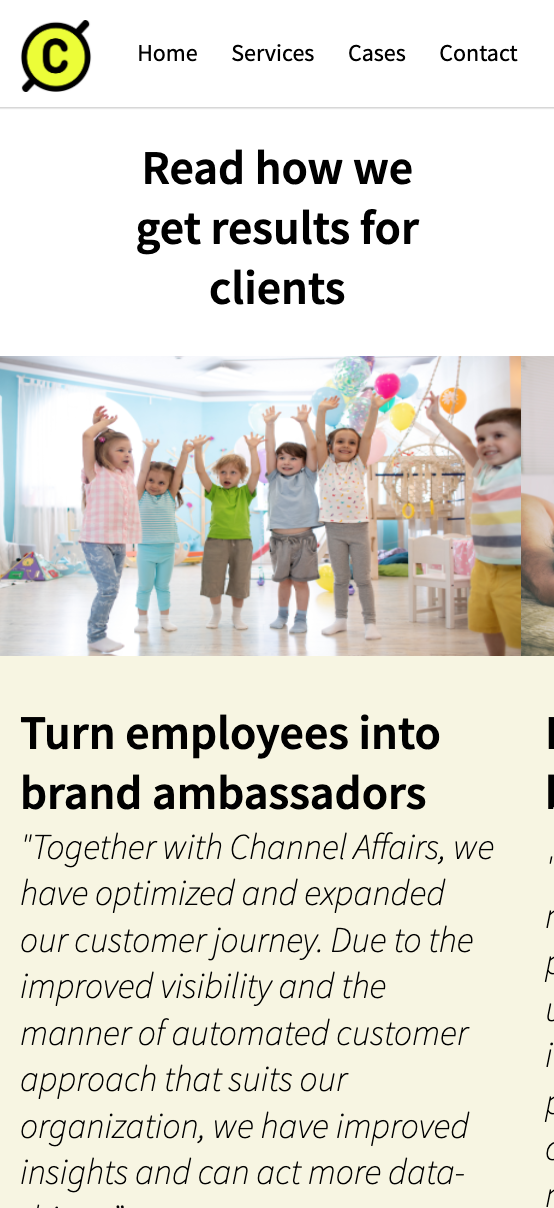 C
Home Services Cases Contact
Read how we
get results for
clients
Turn employees into
brand ambassadors
"Together with Channel Affairs, we
have optimized and expanded
our customer journey. Due to the
improved visibility and the
manner of automated customer
approach that suits our
organization, we have improved
insights and can act more data-